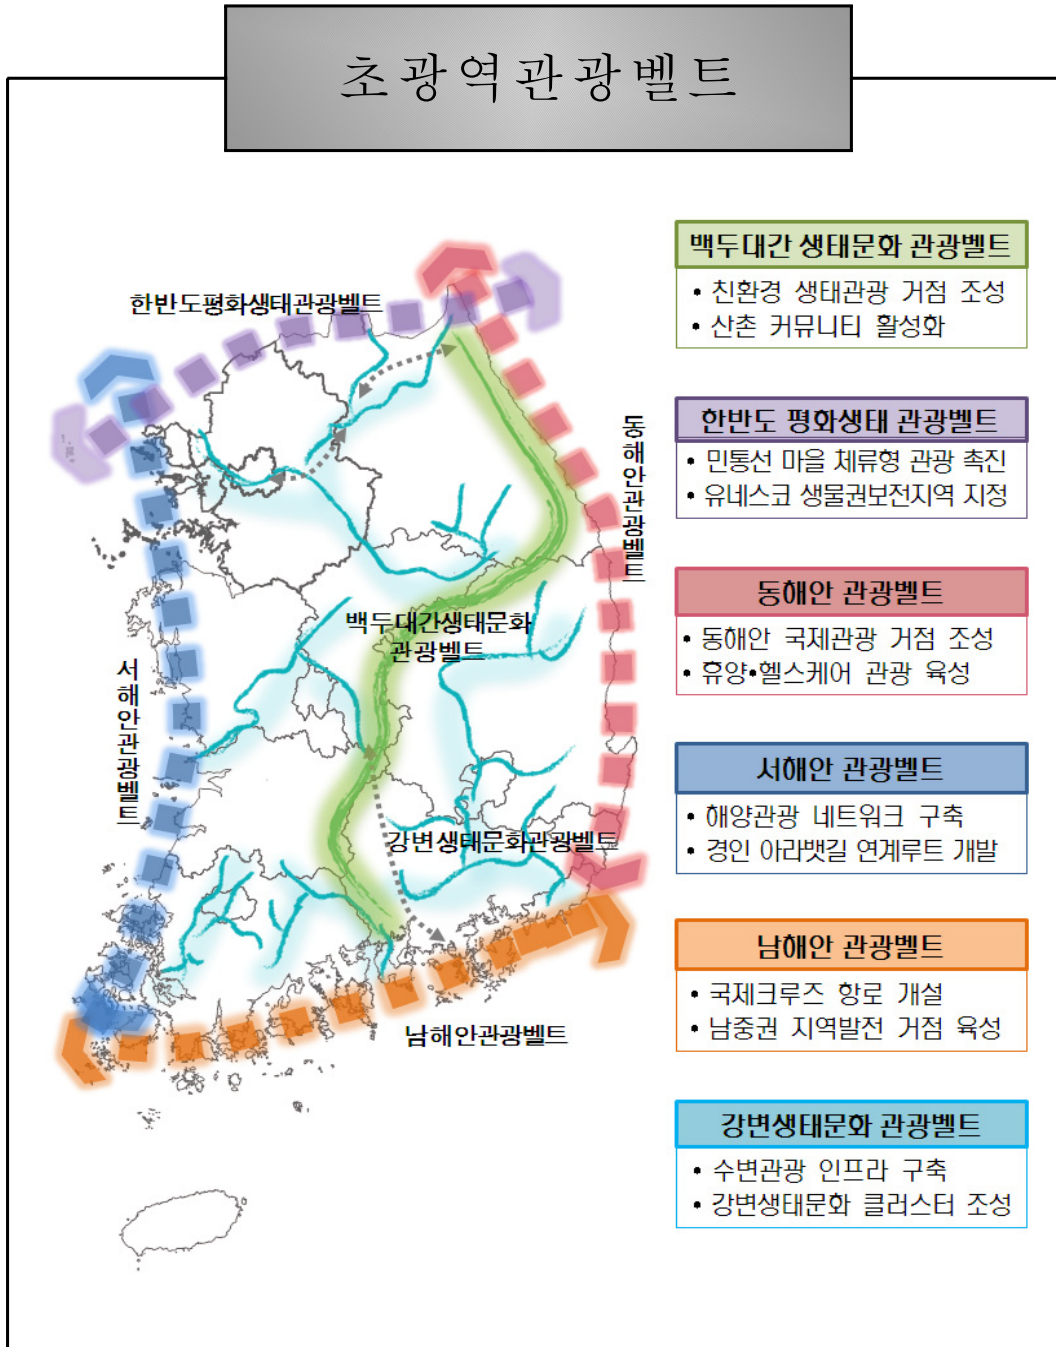 초광역관광벨트
한반도평화생태관광벨트
동해안관광벨트
백두대간생태문화
관광벨트
서해안관광벨트
강변생태문화관광벨트
남해안관광벨트
백두대간 생태문화 관광벨트
• 친환경 생태관광 거점 조성
• 산촌 커뮤니티 활성화
한반도 평화생태 관광벨트
• 민통선 마을 체류형 관광 촉진
• 유네스코 생물권보전지역 지정
동해안 관광벨트
• 동해안 국제관광 거점 조성
• 휴양•헬스케어 관광 육성
서해안 관광벨트
• 해양관광 네트워크 구축
• 경인 아라뱃길 연계루트 개발
남해안 관광벨트
• 국제크루즈 항로 개설
• 남중권 지역발전 거점 육성
강변생태문화 관광벨트
• 수변관광 인프라 구축
• 강변생태문화 클러스터 조성